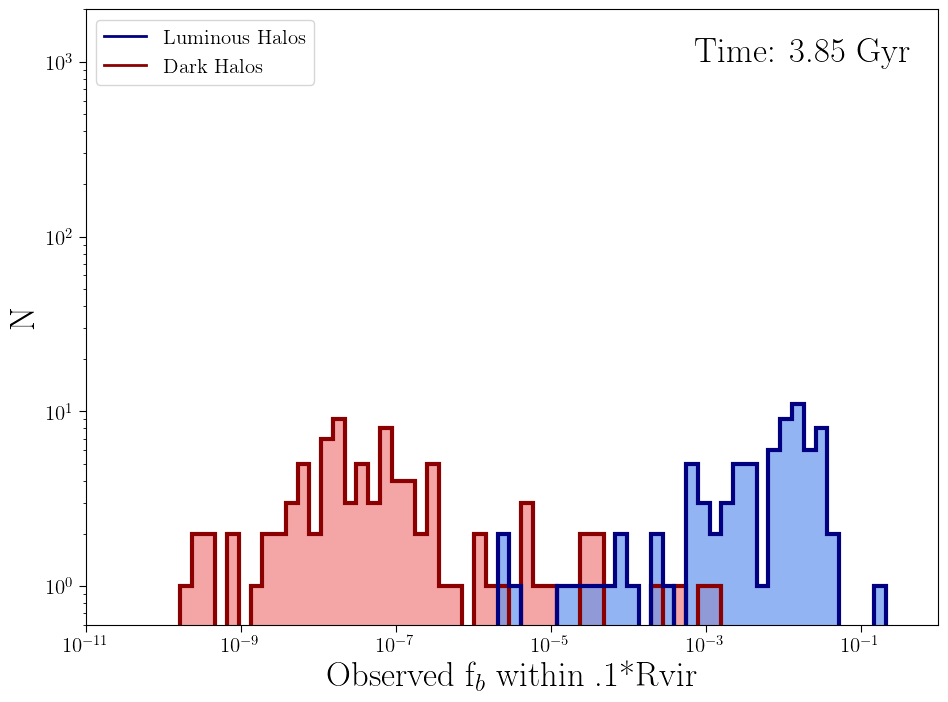 Luminous Halos
Dark Halos
Time: 3.85 Gyr
10³
10²
10¹
10⁰
N
10⁻¹¹ 10⁻⁹ 10⁻⁷ 10⁻⁵ 10⁻³ 10⁻¹
Observed f_b within .1*Rvir